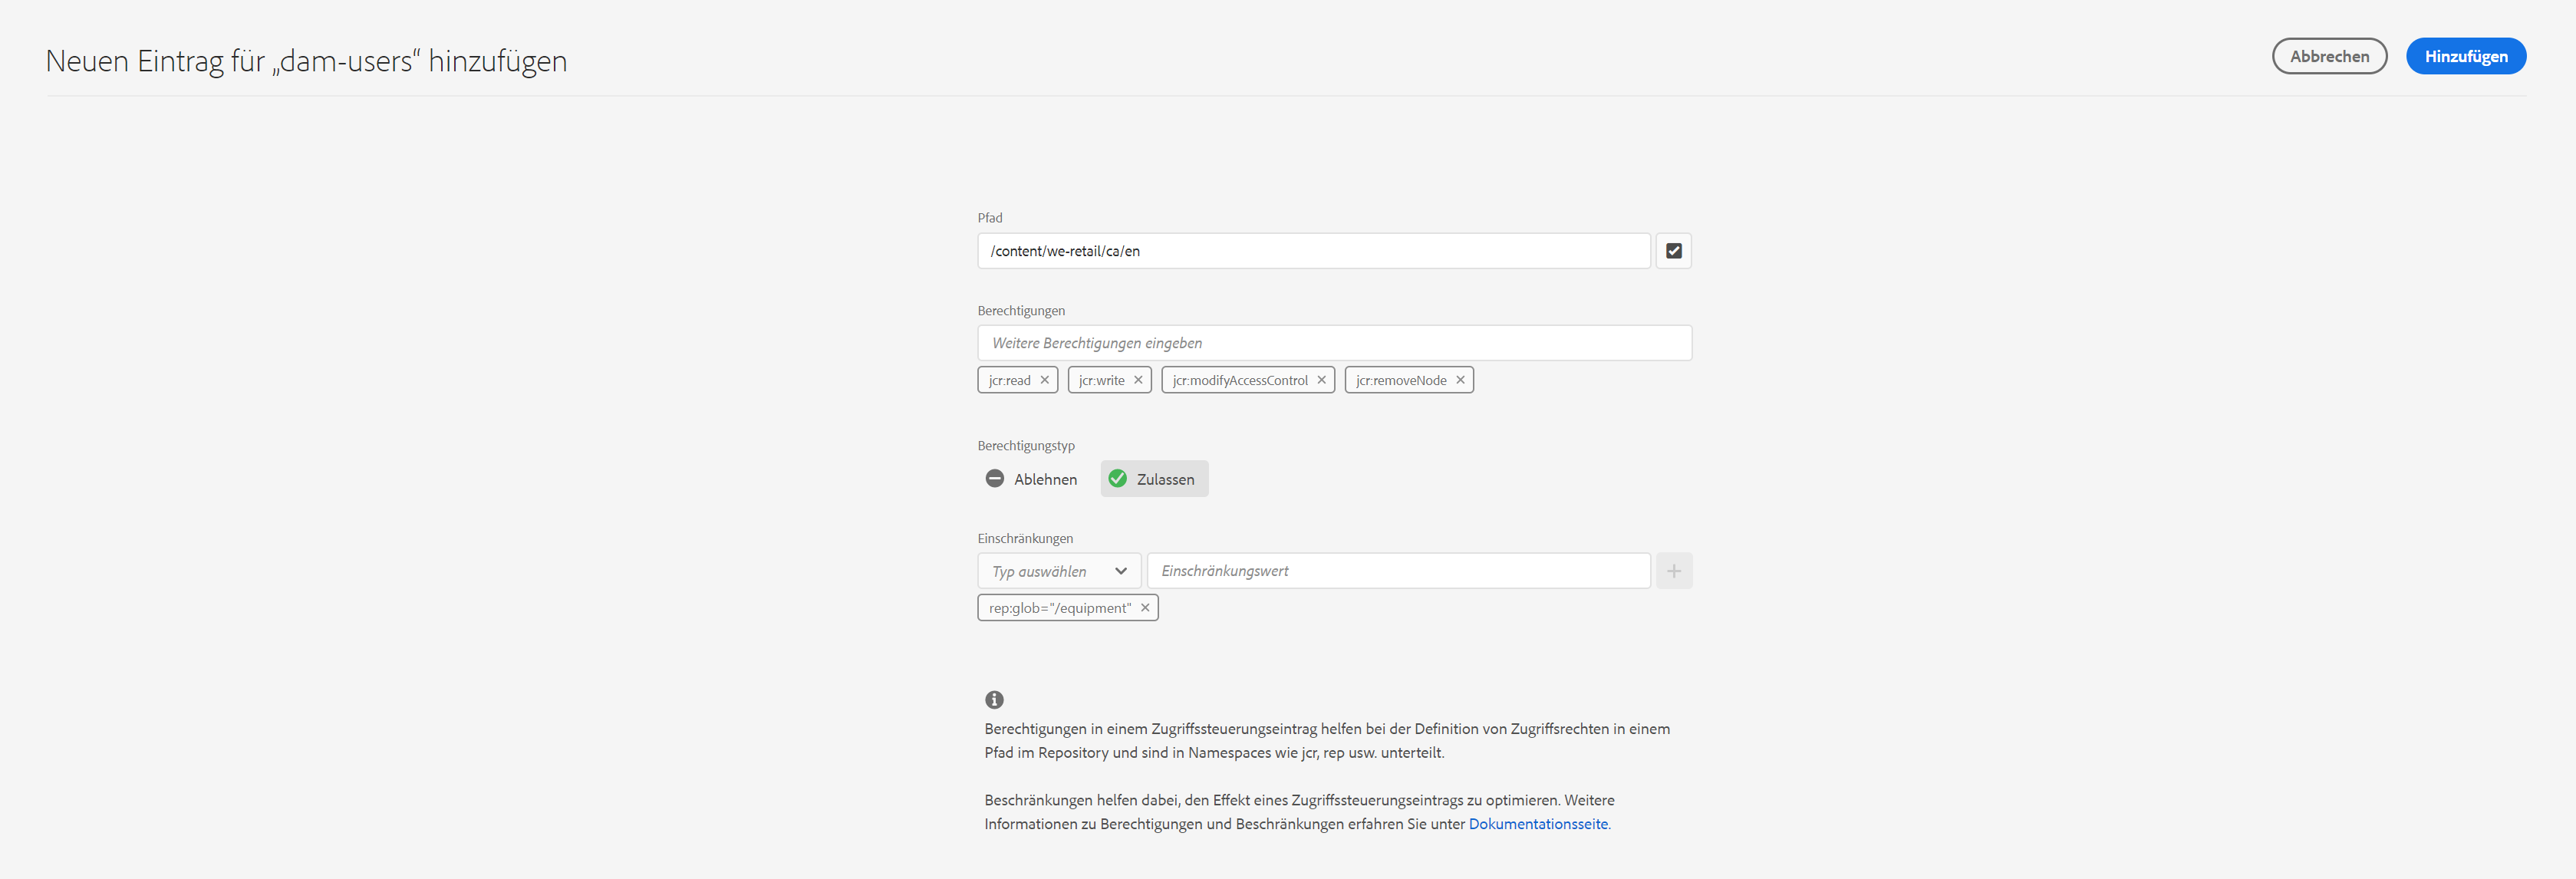 Neuen Eintrag für „dam-users“ hinzufügen
Abbrechen
Hinzufügen
Pfad
/content/we-retail/ca/en
Berechtigungen
Weitere Berechtigungen eingeben
jcr:read
jcr:write
jcr:modifyAccessControl
jcr:removeNode
Berechtigungstyp
Ablehnen
Zulassen
Einschränkungen
Typ auswählen
Einschränkungswert
rep:glob="/equipment"
Berechtigungen in einem Zugriffssteuerungseintrag helfen bei der Definition von Zugriffsrechten in einem
Pfad im Repository und sind in Namespaces wie jcr, rep usw. unterteilt.
Beschränkungen helfen dabei, den Effekt eines Zugriffssteuerungseintrags zu optimieren. Weitere
Informationen zu Berechtigungen und Beschränkungen erfahren Sie unter Dokumentationsseite.